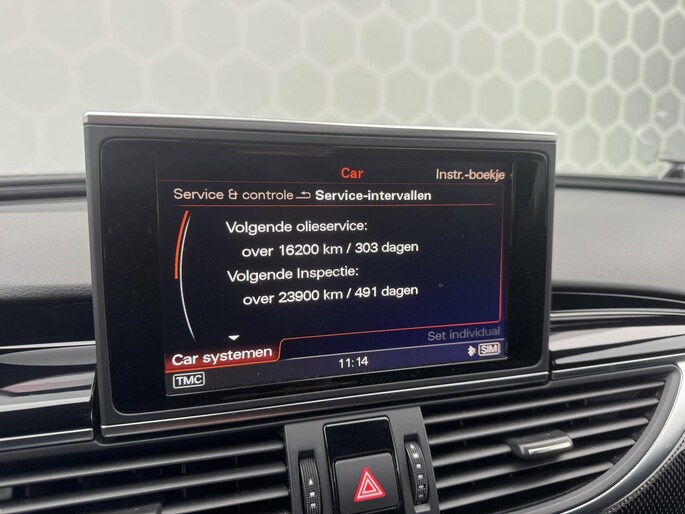 Car
Instr.-boekje
Service & controle Service-intervallen
Volgende olieservice:
over 16200 km / 303 dagen
Volgende Inspectie:
over 23900 km / 491 dagen
Set individual
Car systemen
11:14
SIM
TMC